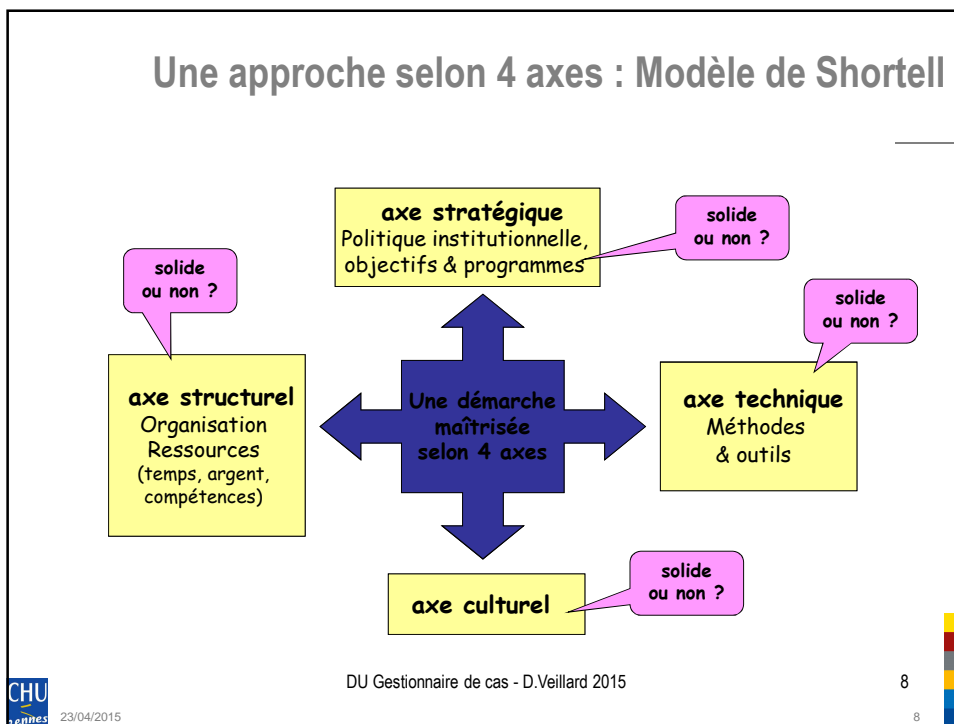 Une approche selon 4 axes : Modèle de Shortell
axe stratégique
Politique institutionnelle,
objectifs & programmes
solide
ou non ?
solide
ou non ?
solide
ou non ?
axe structurel
Organisation
Ressources
(temps, argent,
compétences)
Une démarche
maîtrisée
selon 4 axes
axe technique
Méthodes
& outils
axe culturel
solide
ou non ?
DU Gestionnaire de cas - D.Veillard 2015
8
CHU
23/04/2015
8